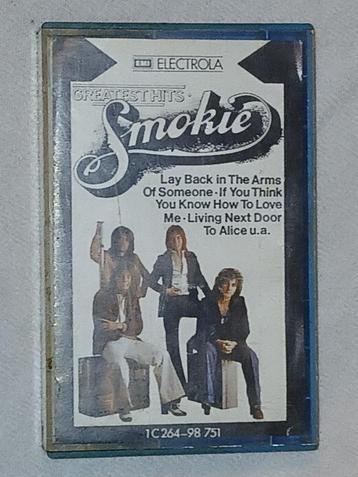 EMI ELECTROLA
GREATEST HITS ·
Smokie
Lay Back in The Arms
Of Someone · If You Think
You Know How To Love
Me · Living Next Door
To Alice u.a.
1C 264-98 751